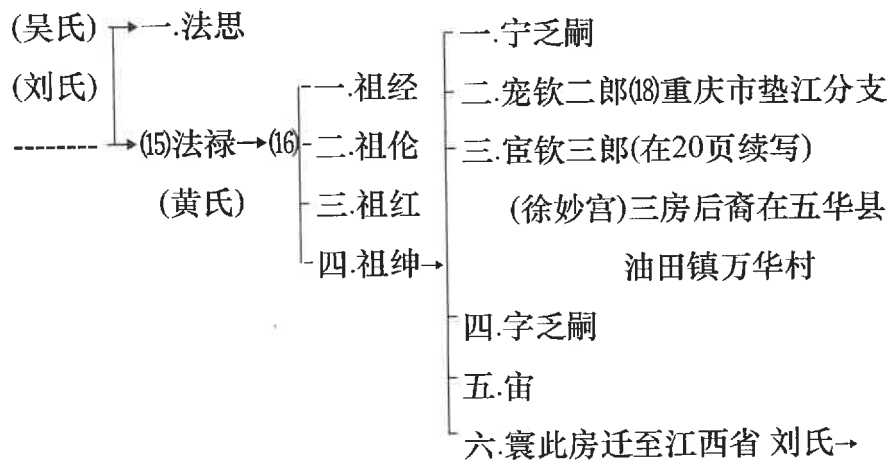 (吴氏)
一.法思
(刘氏)
(15)法禄→(16)
(黄氏)
一.祖经
二.祖伦
三.祖红
四.祖绅→
一.宁乏嗣
二.宠钦二郎(18)重庆市垫江分支
三.宦钦三郎(在20页续写)
(徐妙宫)三房后裔在五华县
油田镇万华村
四.字乏嗣
五.宙
六.寰此房迁至江西省 刘氏→